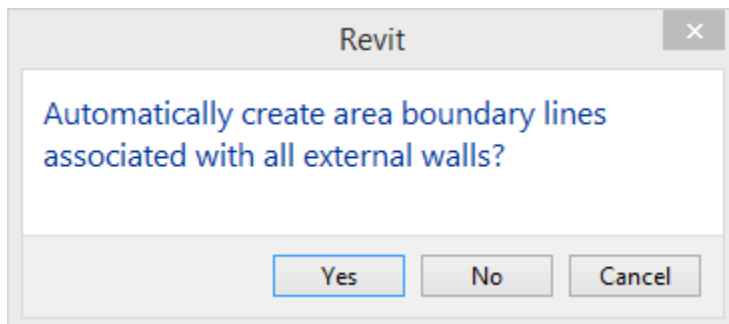 Revit
Automatically create area boundary lines
associated with all external walls?
Yes No Cancel